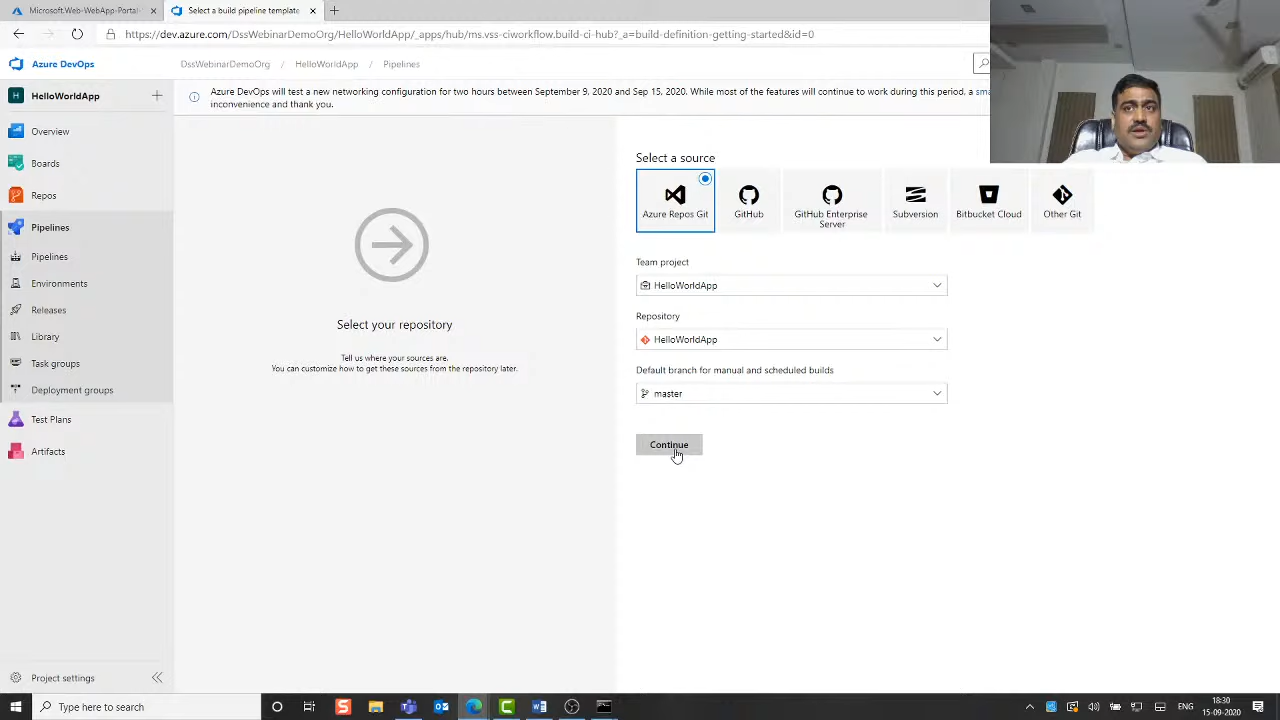 Microsoft.Web-WebApp-Portal-
Select a build pipeline template
https://dev.azure.com/DssWebinarDemoOrg/HelloWorldApp/_apps/hub/ms.vss-ciworkflow.build-ci-hub?_a=build-definition-getting-started&id=0
Azure DevOps
DssWebinarDemoOrg / HelloWorldApp / Pipelines
H HelloWorldApp
Azure DevOps will test a new networking configuration for two hours between September 9, 2020 and Sep 15, 2020. While most of the features will continue to work during this period, a
inconvenience and thank you.
Overview
Boards
Repos
Pipelines
Pipelines
Environments
Releases
Library
Task groups
Deployment groups
Test Plans
Artifacts
Project settings
Select your repository
Tell us where your sources are.
You can customize how to get these sources from the repository later.
Select a source
Azure Repos Git
GitHub
GitHub Enterprise
Server
Subversion
Bitbucket Cloud
Other Git
Team project
HelloWorldApp
Repository
HelloWorldApp
Default branch for manual and scheduled builds
master
Continue
Type here to search
ENG
18:30
15-09-2020